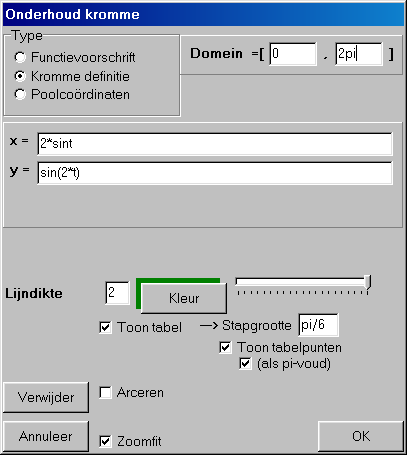 Onderhoud kromme
Type
Functievoorschrift
Kromme definitie
Poolcoördinaten
Domein =[ 0 , 2pi ]
x = 2*sint
y = sin(2*t)
Lijndikte 2 Kleur
Toon tabel --> Stapgrootte pi/6
Toon tabelpunten
(als pi-voud)
Verwijder Arceren
Annuleer Zoomfit OK